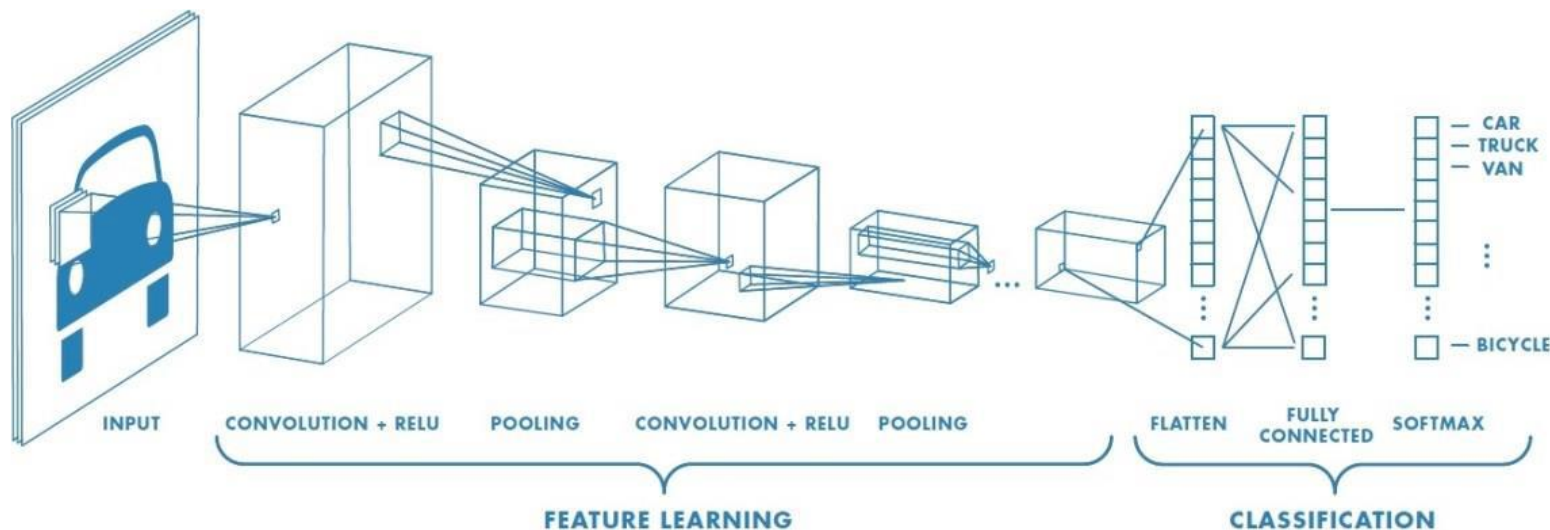 CAR
TRUCK
VAN
BICYCLE
INPUT
CONVOLUTION + RELU
POOLING
CONVOLUTION + RELU
POOLING
FLATTEN
FULLY
CONNECTED
SOFTMAX
FEATURE LEARNING
CLASSIFICATION